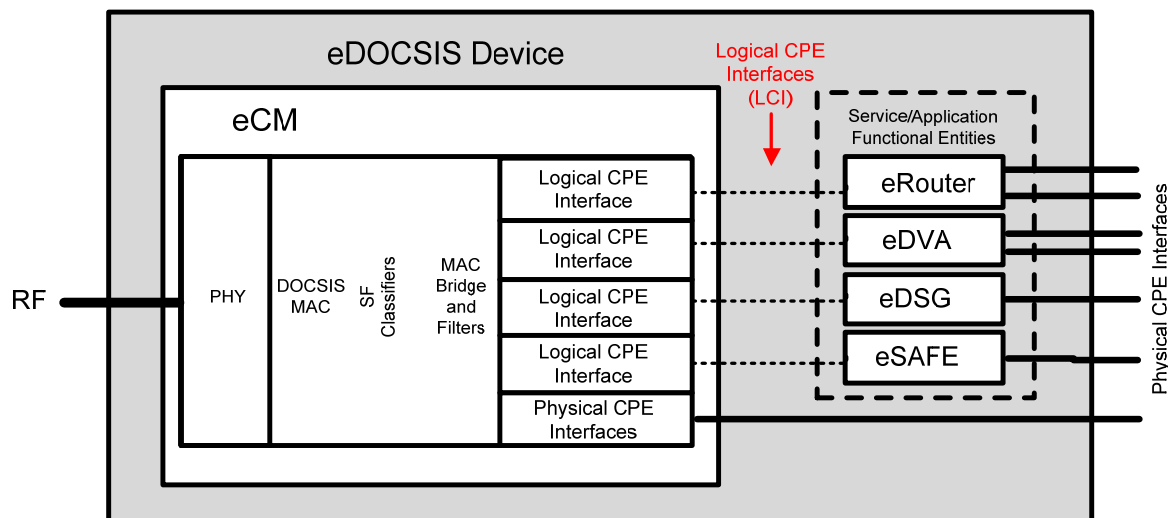 eDOCSIS Device
Logical CPE
Interfaces
(LCI)
eCM
Service/Application
Functional Entities
RF
PHY
DOCSIS
MAC
SF
Classifiers
MAC
Bridge
and
Filters
Logical CPE
Interface
Logical CPE
Interface
Logical CPE
Interface
Logical CPE
Interface
Physical CPE
Interfaces
eRouter
eDVA
eDSG
eSAFE
Physical CPE Interfaces